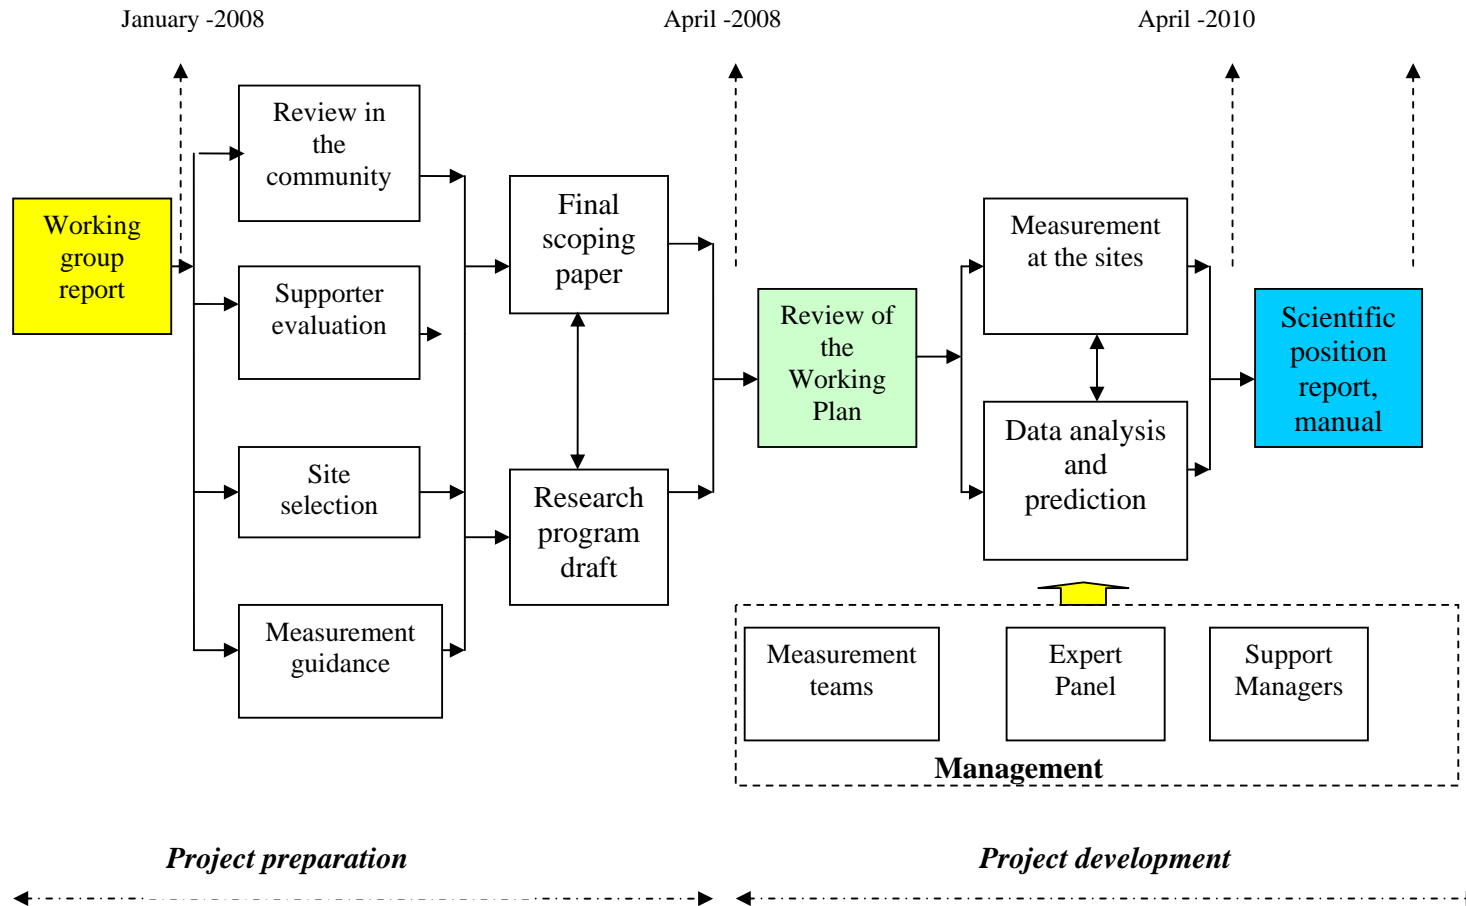 January -2008
April -2008
April -2010
Working
group
report
Review in
the
community
Supporter
evaluation
Site
selection
Measurement
guidance
Final
scoping
paper
Research
program
draft
Review of
the
Working
Plan
Measurement
at the sites
Data analysis
and
prediction
Scientific
position
report,
manual
Measurement
teams
Expert
Panel
Support
Managers
Management
Project preparation
Project development